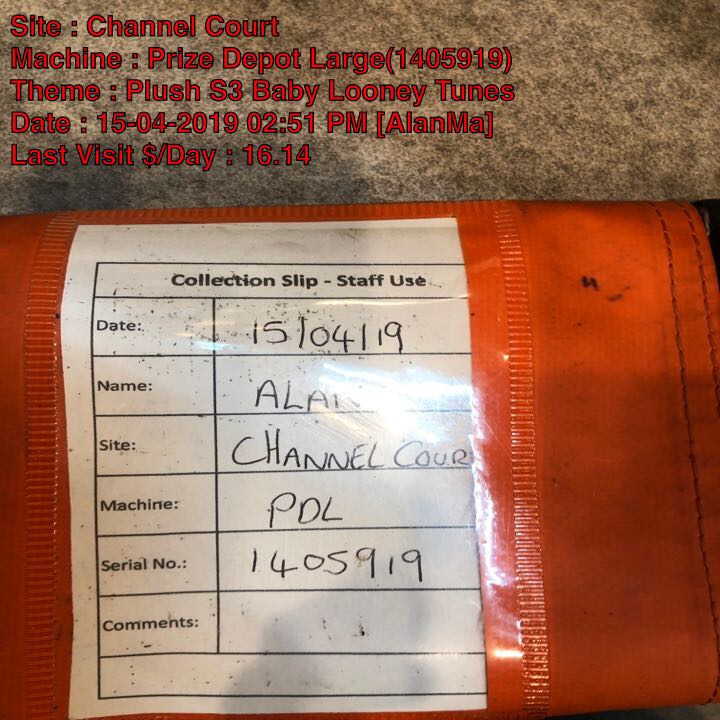 Site : Channel Court
Machine : Prize Depot Large(1405919)
Theme : Plush S3 Baby Looney Tunes
Date : 15-04-2019 02:51 PM [AlanMa]
Last Visit $/Day : 16.14
Collection Slip - Staff Use
Date: 15/04/19
Name:
Site: CHANNEL COUR
Machine: PDL
Serial No.: 1405919
Comments: